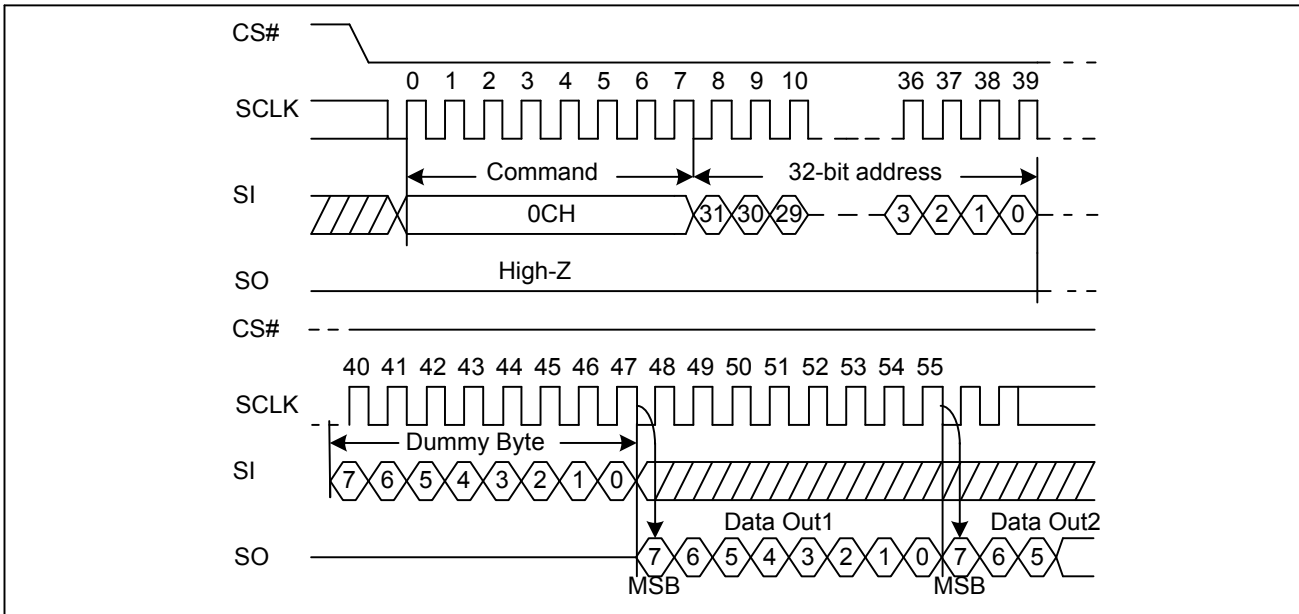 CS#
0 1 2 3 4 5 6 7 8 9 10 36 37 38 39
SCLK
Command 32-bit address
SI
0CH 31 30 29 3 2 1 0
High-Z
SO
CS#
40 41 42 43 44 45 46 47 48 49 50 51 52 53 54 55
SCLK
Dummy Byte
SI
7 6 5 4 3 2 1 0
Data Out1 Data Out2
SO
7 6 5 4 3 2 1 0 7 6 5
MSB MSB